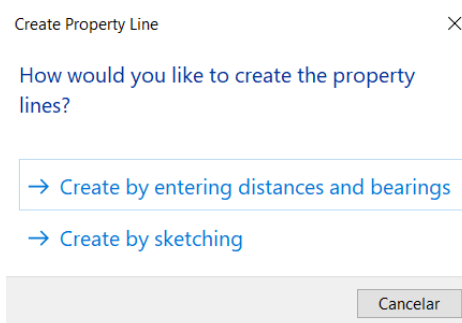 Create Property Line
How would you like to create the property
lines?
→ Create by entering distances and bearings
→ Create by sketching
Cancelar